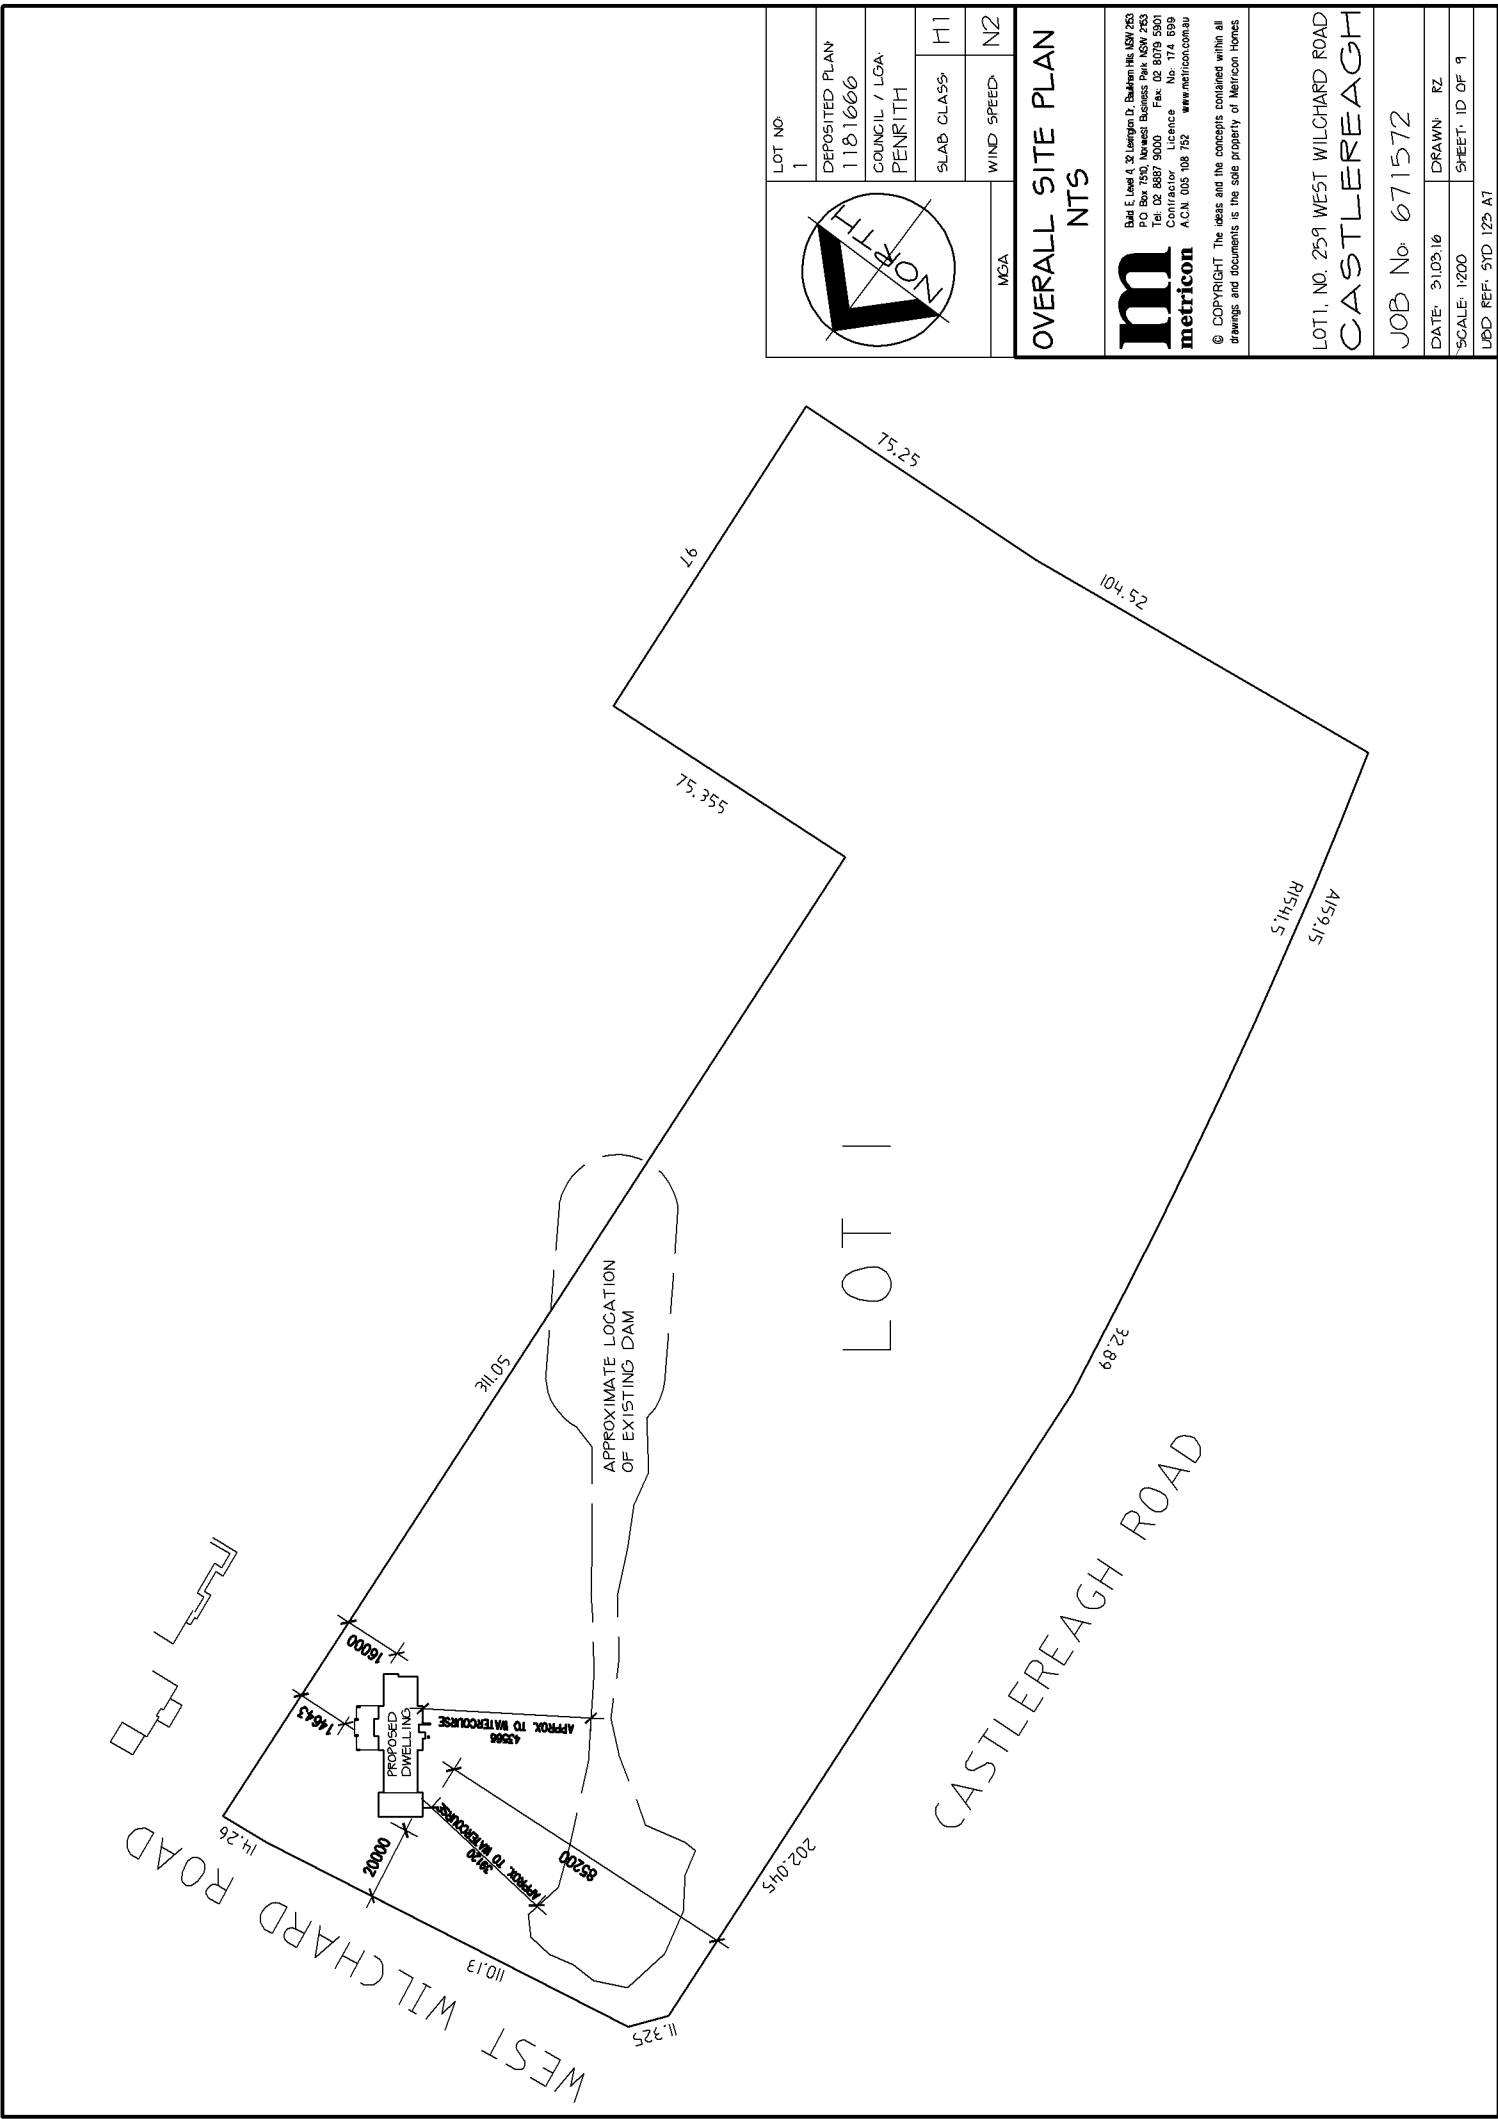 WEST WILCHARD ROAD
CASTLEREAGH ROAD
LOT 1
14.26
110.13
11.325
202.045
32.89
A159.15
R1541.5
104.52
75.25
97
75.355
311.05
14643
16000
20000
PROPOSED
DWELLING
43566
APPROX. TO WATERCOURSE
39120
APPROX. TO WATERCOURSE
85200
APPROXIMATE LOCATION
OF EXISTING DAM
NORTH
MGA
LOT NO:
1
DEPOSITED PLAN:
1181666
COUNCIL / LGA:
PENRITH
SLAB CLASS: H1
WIND SPEED: N2
OVERALL SITE PLAN
NTS
m
metricon
Build E, Level 4, 32 Lexington Dr, Baulkham Hills NSW 2153
P.O. Box 7510, Norwest Business Park NSW 2153
Tel: 02 8887 9000 Fax: 02 8079 5901
Contractor Licence No: 174 699
A.C.N. 005 108 752 www.metricon.com.au
© COPYRIGHT The ideas and the concepts contained within all
drawings and documents is the sole property of Metricon Homes
LOT 1, NO. 259 WEST WILCHARD ROAD
CASTLEREAGH
JOB No: 671572
DATE: 31.03.16 DRAWN: RZ
SCALE: 1:200 SHEET: 1D OF 9
UBD REF: SYD 123 A7